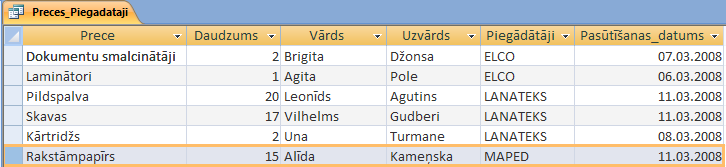 Preces_Piegadataji
Prece Daudzums Vārds Uzvārds Piegādātāji Pasūtīšanas_datums
Dokumentu smalcinātāji 2 Brigita Džonsa ELCO 07.03.2008
Laminātori 1 Agita Pole ELCO 06.03.2008
Pildspalva 20 Leonīds Agutins LANATEKS 11.03.2008
Skavas 17 Vilhelms Gudberi LANATEKS 11.03.2008
Kārtridžs 2 Una Turmane LANATEKS 08.03.2008
Rakstāmpapīrs 15 Alīda Kameņska MAPED 11.03.2008